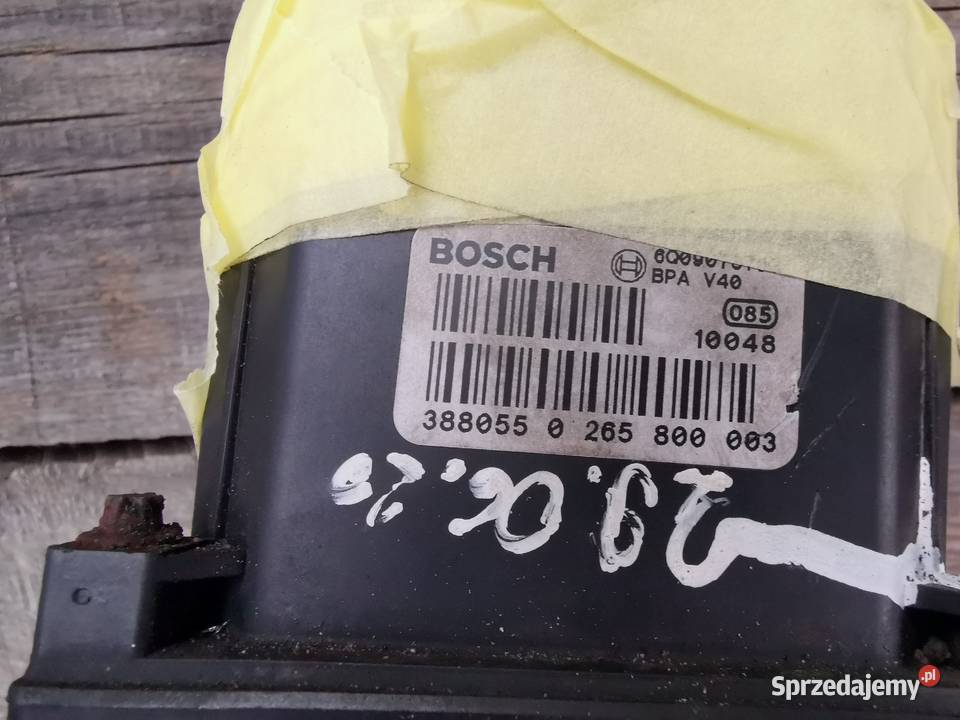 BOSCH
BPA V40
085
10048
388055 0 265 800 003
Sprzedajemy.pl